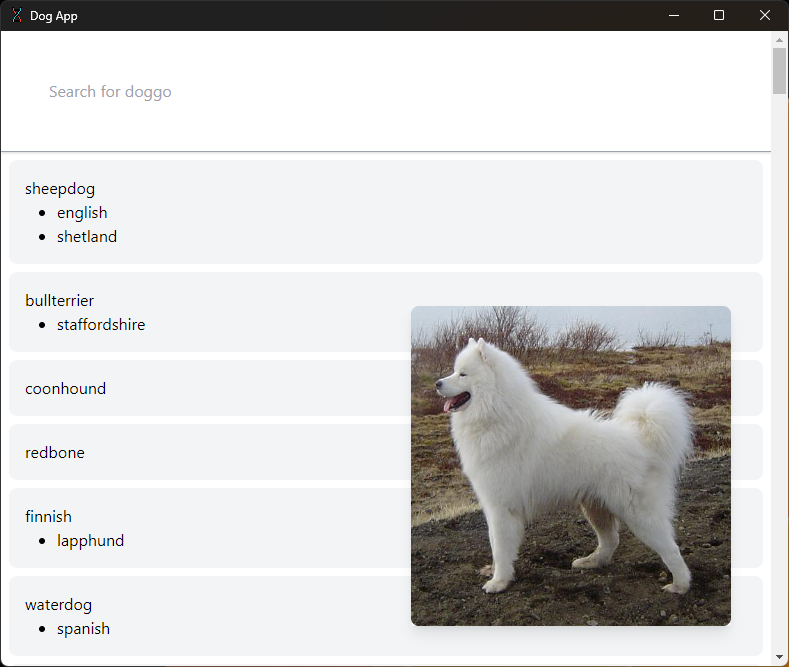 Dog App
Search for doggo
sheepdog
english
shetland
bullterrier
staffordshire
coonhound
redbone
finnish
lapphund
waterdog
spanish